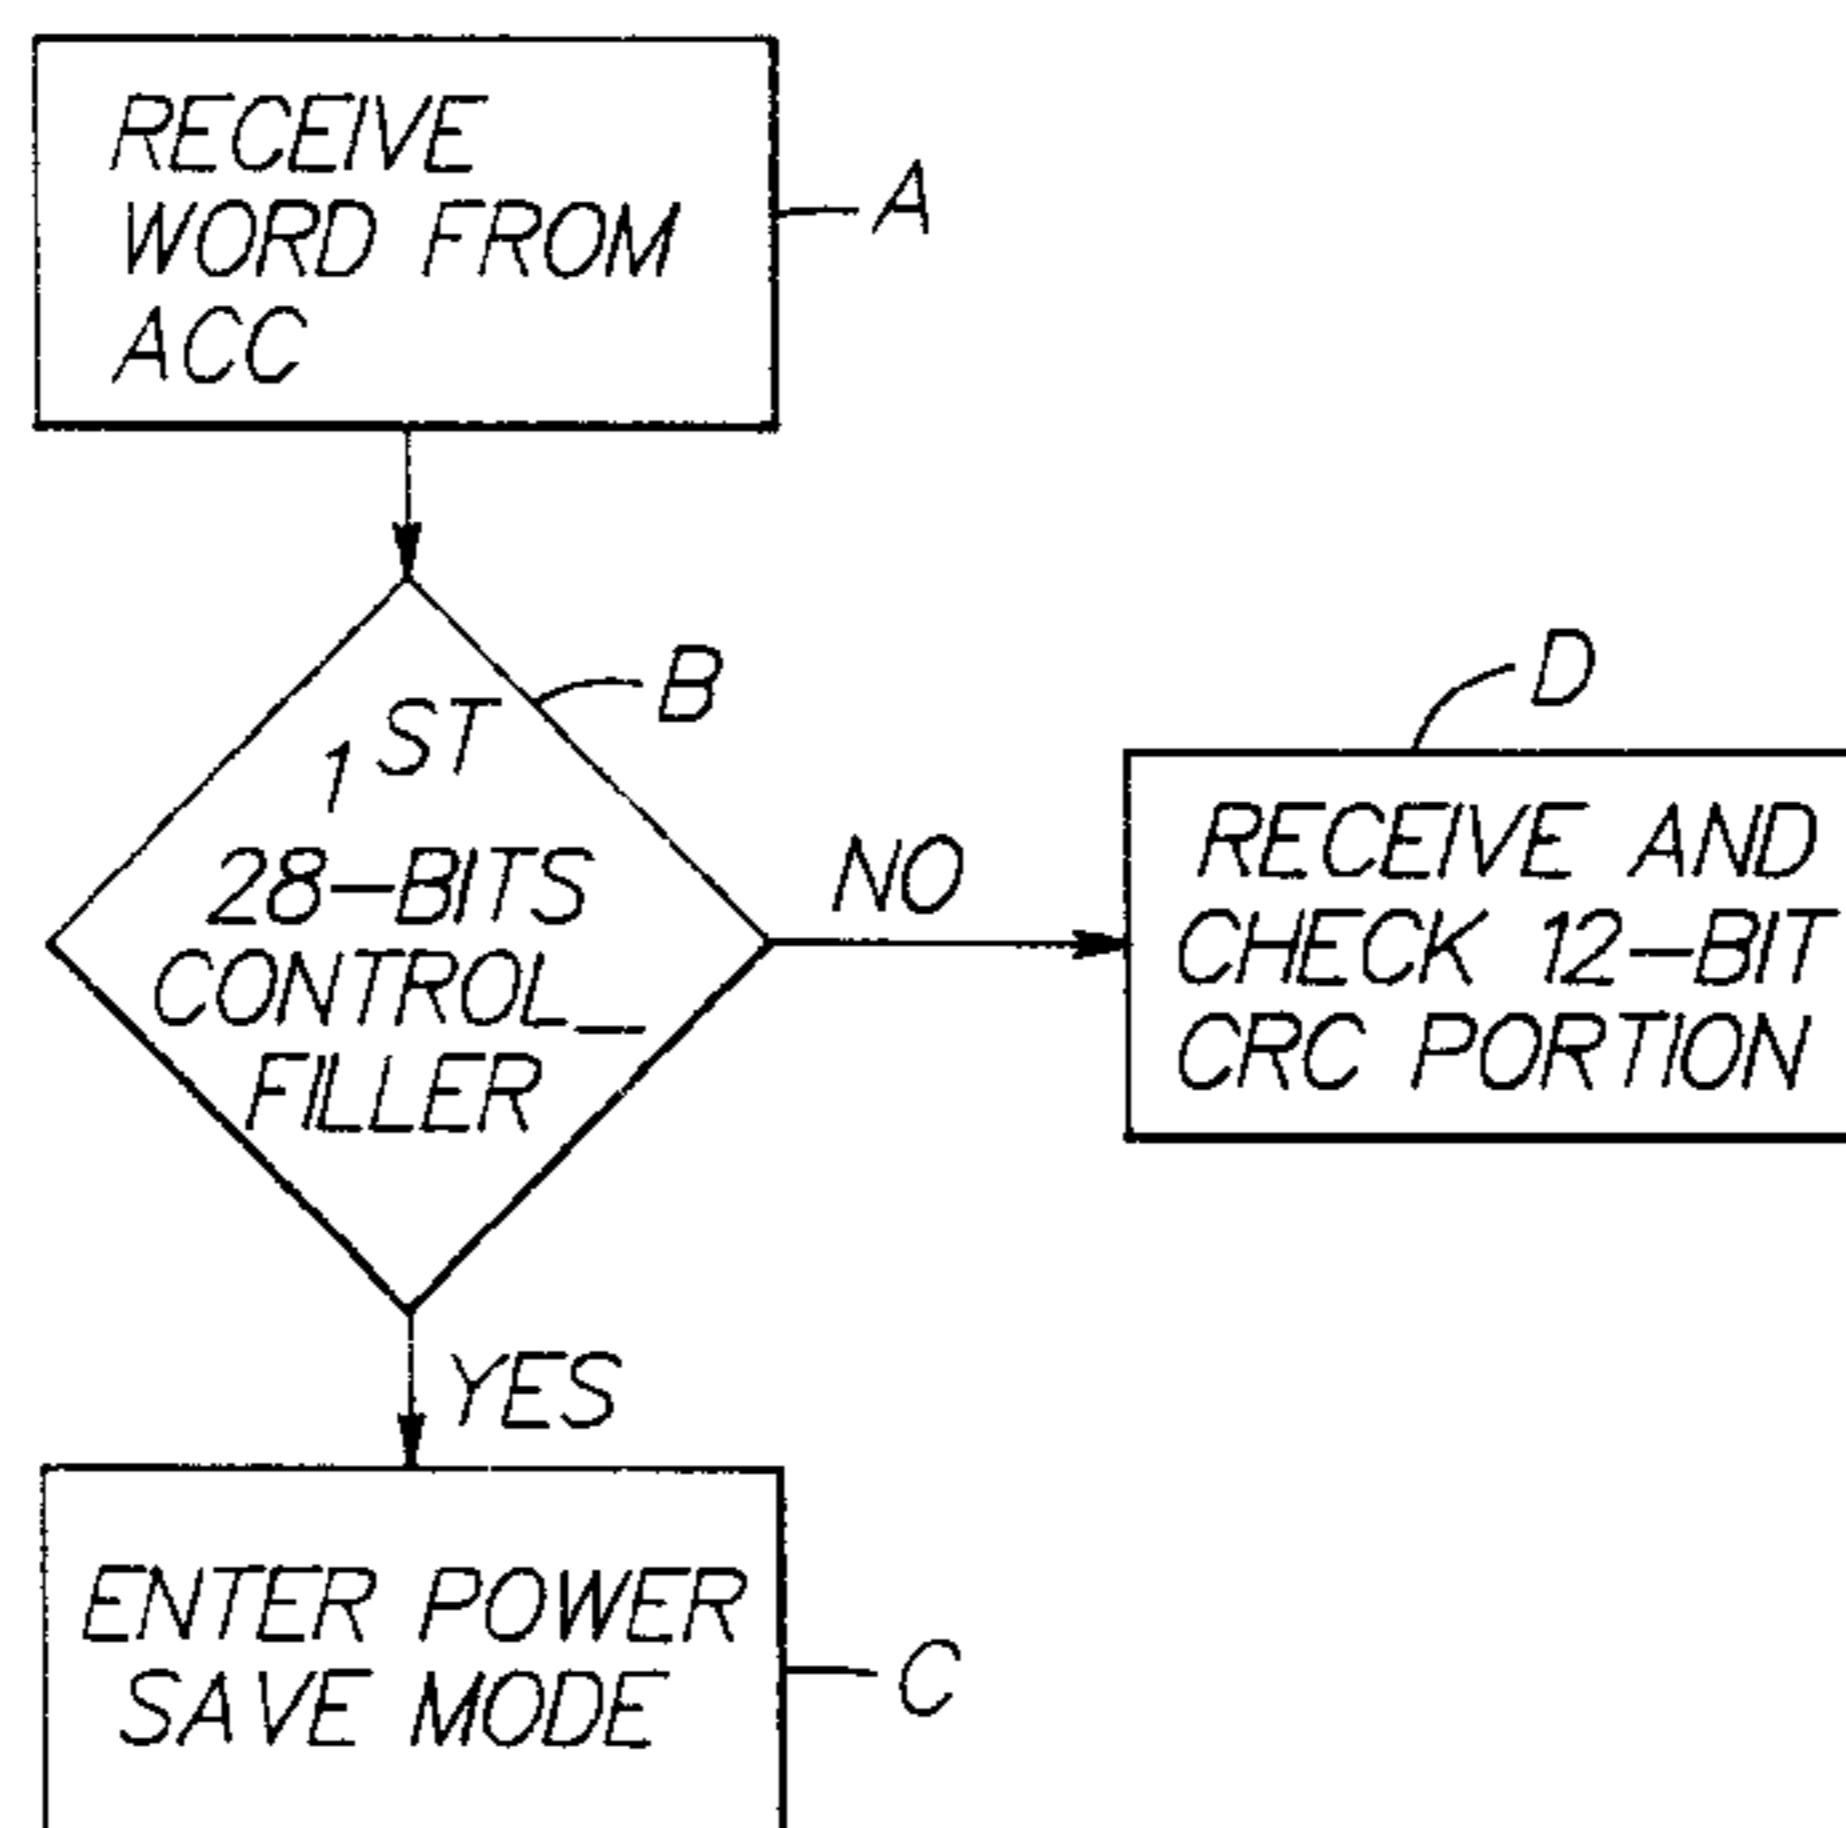 RECEIVE
WORD FROM
ACC
A
1ST
28-BITS
CONTROL_
FILLER
B
NO
D
RECEIVE AND
CHECK 12-BIT
CRC PORTION
YES
ENTER POWER
SAVE MODE
C